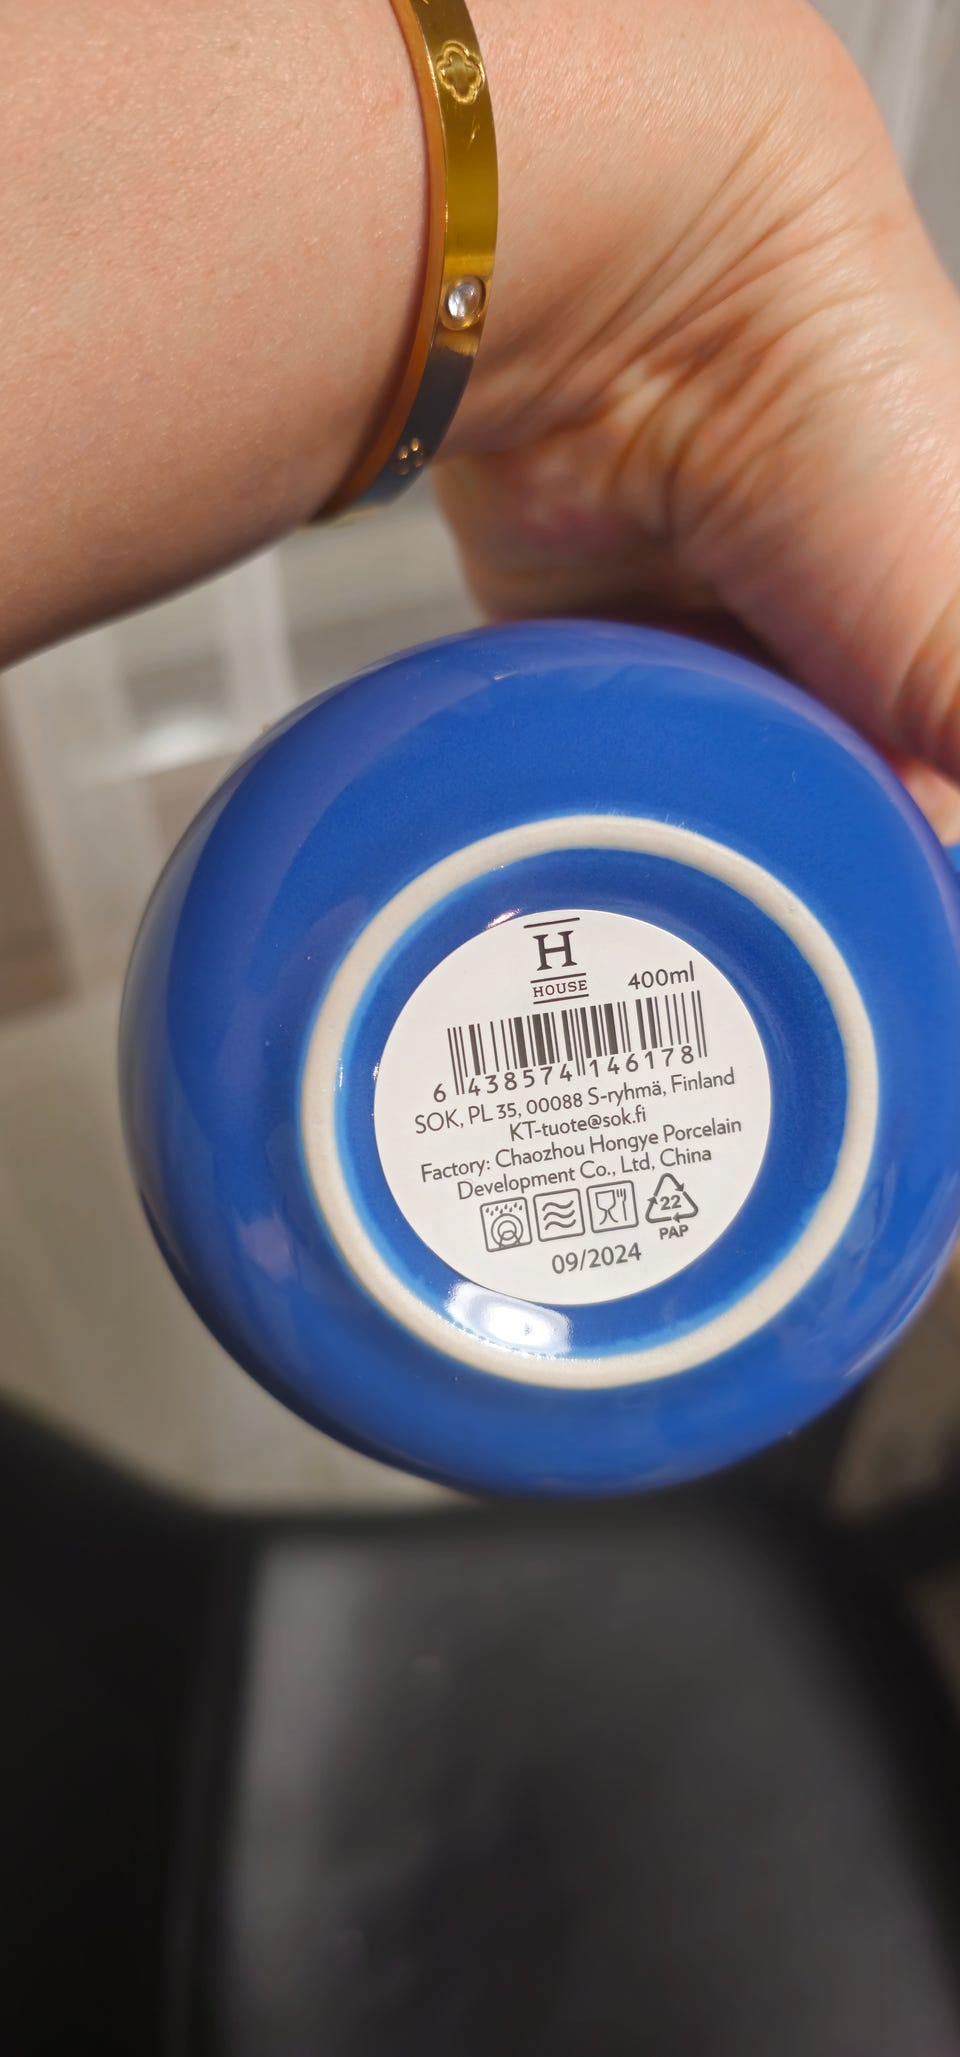 H
HOUSE
400ml
6 438574 146178
SOK, PL 35, 00088 S-ryhmä, Finland
KT-tuote@sok.fi
Factory: Chaozhou Hongye Porcelain
Development Co., Ltd, China
22
PAP
09/2024